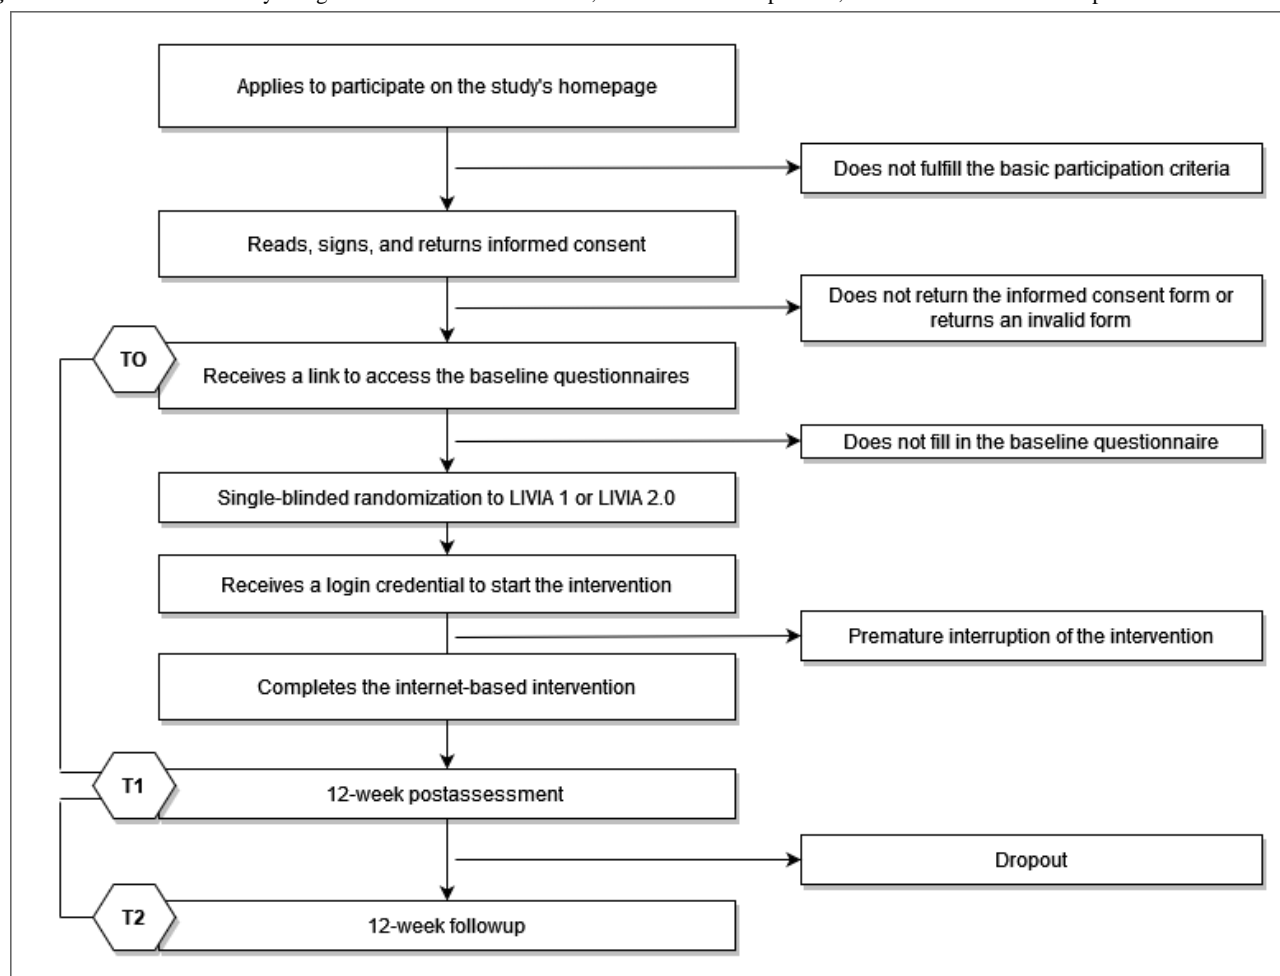 Applies to participate on the study's homepage
Does not fulfill the basic participation criteria
Reads, signs, and returns informed consent
Does not return the informed consent form or
returns an invalid form
TO
Receives a link to access the baseline questionnaires
Does not fill in the baseline questionnaire
Single-blinded randomization to LIVIA 1 or LIVIA 2.0
Receives a login credential to start the intervention
Premature interruption of the intervention
Completes the internet-based intervention
T1
12-week postassessment
Dropout
T2
12-week followup